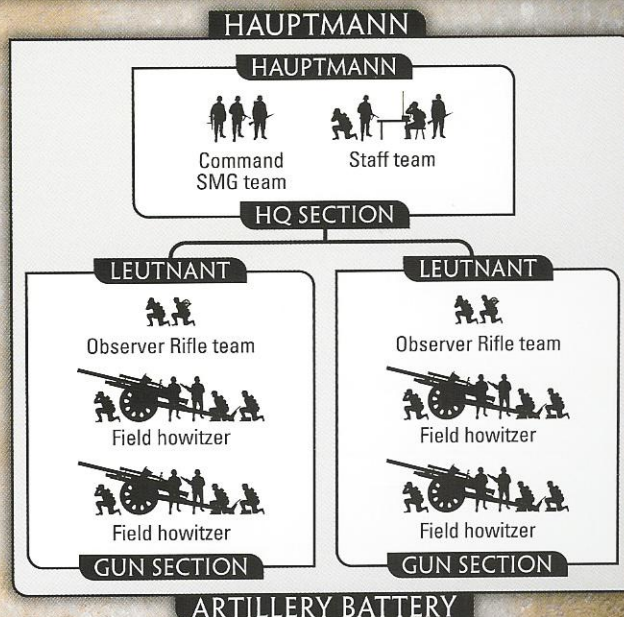 HAUPTMANN
HAUPTMANN
Command
SMG team
Staff team
HQ SECTION
LEUTNANT
Observer Rifle team
Field howitzer
Field howitzer
GUN SECTION
LEUTNANT
Observer Rifle team
Field howitzer
Field howitzer
GUN SECTION
ARTILLERY BATTERY